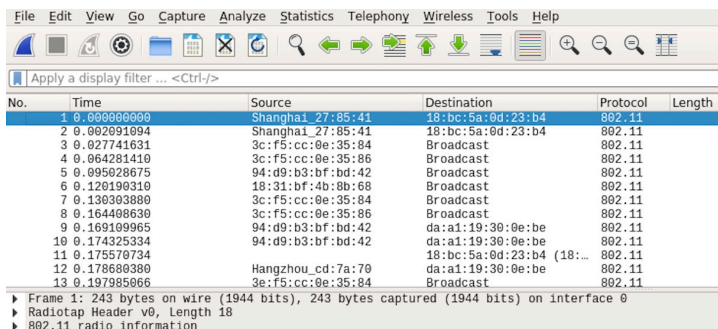 File Edit View Go Capture Analyze Statistics Telephony Wireless Tools Help
Apply a display filter ... <Ctrl-/>
No. Time Source Destination Protocol Length
1 0.000000000 Shanghai_27:85:41 18:bc:5a:0d:23:b4 802.11
2 0.002091094 Shanghai_27:85:41 18:bc:5a:0d:23:b4 802.11
3 0.027741631 3c:f5:cc:0e:35:84 Broadcast 802.11
4 0.064281410 3c:f5:cc:0e:35:86 Broadcast 802.11
5 0.095028675 94:d9:b3:bf:bd:42 Broadcast 802.11
6 0.120190310 18:31:bf:4b:8b:68 Broadcast 802.11
7 0.130303880 3c:f5:cc:0e:35:84 Broadcast 802.11
8 0.164408630 3c:f5:cc:0e:35:86 Broadcast 802.11
9 0.169109965 94:d9:b3:bf:bd:42 da:a1:19:30:0e:be 802.11
10 0.174325334 94:d9:b3:bf:bd:42 da:a1:19:30:0e:be 802.11
11 0.175570734 18:bc:5a:0d:23:b4 (18:… 802.11
12 0.178680380 Hangzhou_cd:7a:70 da:a1:19:30:0e:be 802.11
13 0.197985066 3e:f5:cc:0e:35:84 Broadcast 802.11
Frame 1: 243 bytes on wire (1944 bits), 243 bytes captured (1944 bits) on interface 0
Radiotap Header v0, Length 18
802.11 radio information